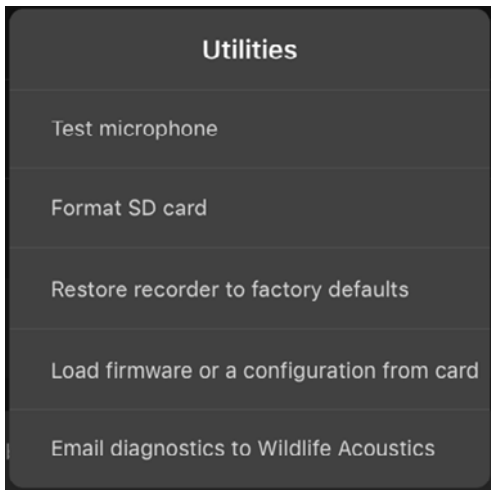 Utilities
Test microphone
Format SD card
Restore recorder to factory defaults
Load firmware or a configuration from card
Email diagnostics to Wildlife Acoustics